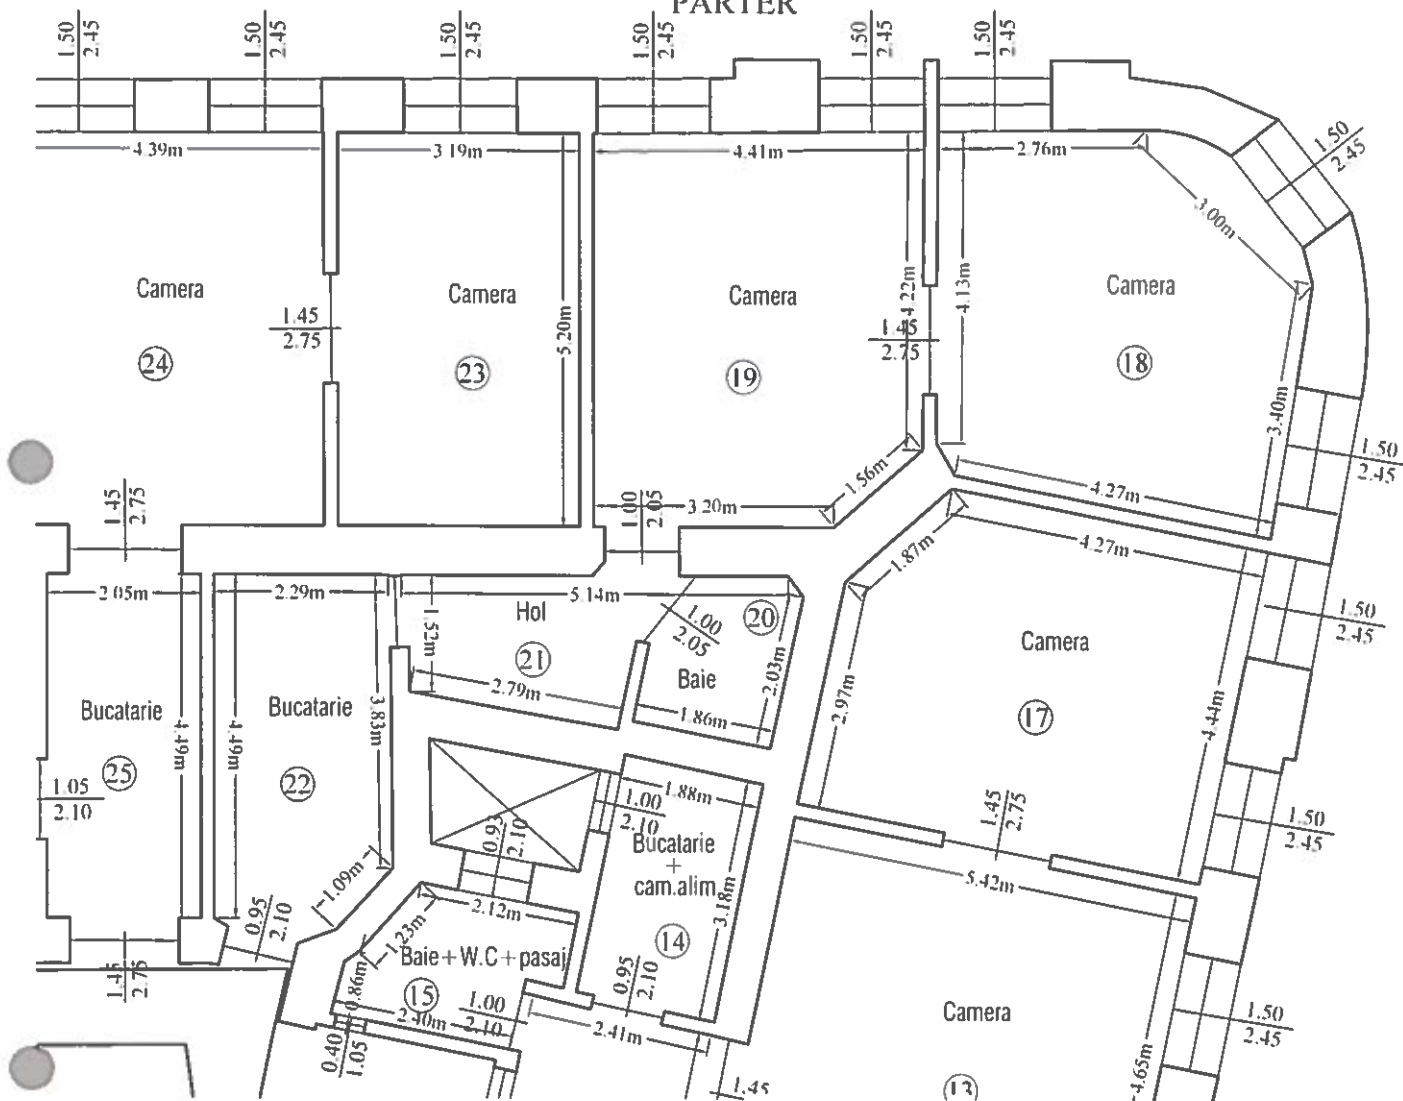 PARTER
1.50
2.45
1.50
2.45
1.50
2.45
1.50
2.45
1.50
2.45
1.50
2.45
1.50
2.45
4.39m
3.19m
4.41m
2.76m
3.00m
Camera
24
1.45
2.75
Camera
23
5.20m
Camera
19
4.22m
1.45
2.75
4.13m
Camera
18
3.40m
1.50
2.45
1.45
2.75
1.00
2.05
3.20m
1.56m
4.27m
1.87m
4.27m
2.05m
2.29m
5.14m
1.50
2.45
Hol
21
1.52m
2.79m
1.00
2.05
20
Baie
2.03m
1.86m
Camera
17
2.97m
4.44m
Bucatarie
25
4.49m
1.05
2.10
Bucatarie
22
4.49m
3.83m
1.09m
0.95
2.10
1.45
2.75
0.95
2.10
1.00
2.10
1.88m
Bucatarie
+
cam.alim
3.18m
14
1.45
2.75
1.50
2.45
5.42m
2.12m
1.23m
Baie+W.C+pasaj
15
0.86m
2.40m
1.00
2.10
0.95
2.10
2.41m
0.40
1.05
1.45
Camera
13
4.65m
1.50
2.45